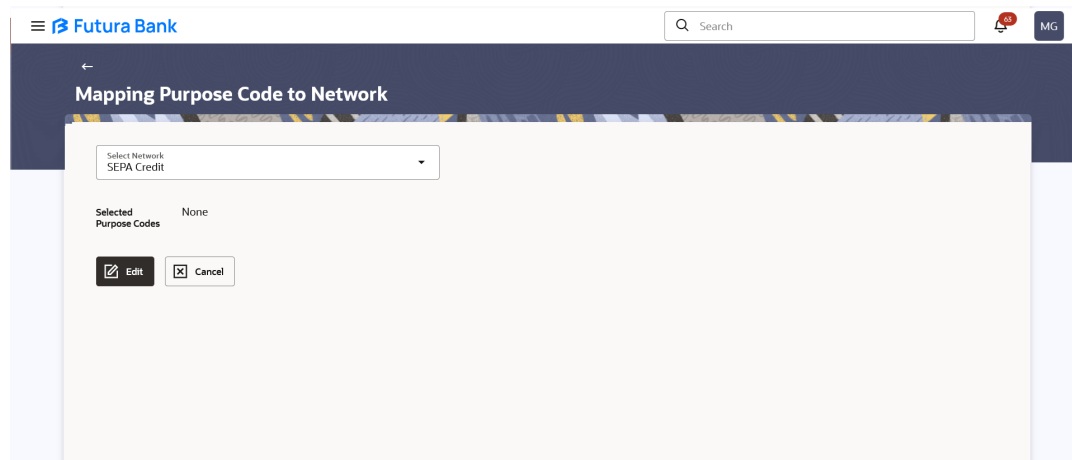 Futura Bank
Search
63
MG
Mapping Purpose Code to Network
Select Network
SEPA Credit
Selected
Purpose Codes
None
Edit
Cancel